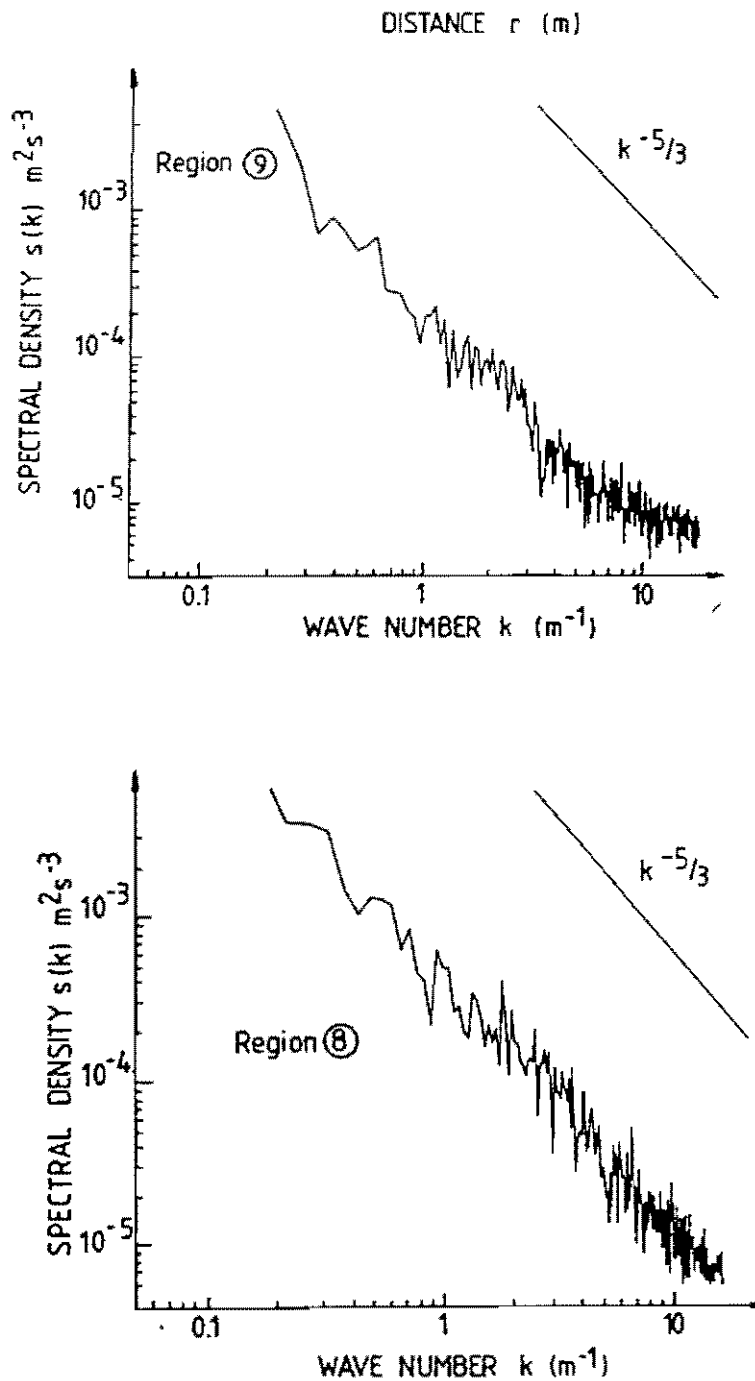 DISTANCE r (m)
SPECTRAL DENSITY s(k) m²s⁻³
Region ⑨
k⁻⁵/³
10⁻³
10⁻⁴
10⁻⁵
0.1 1 10
WAVE NUMBER k (m⁻¹)
SPECTRAL DENSITY s(k) m²s⁻³
k⁻⁵/³
10⁻³
Region ⑧
10⁻⁴
10⁻⁵
0.1 1 10
WAVE NUMBER k (m⁻¹)